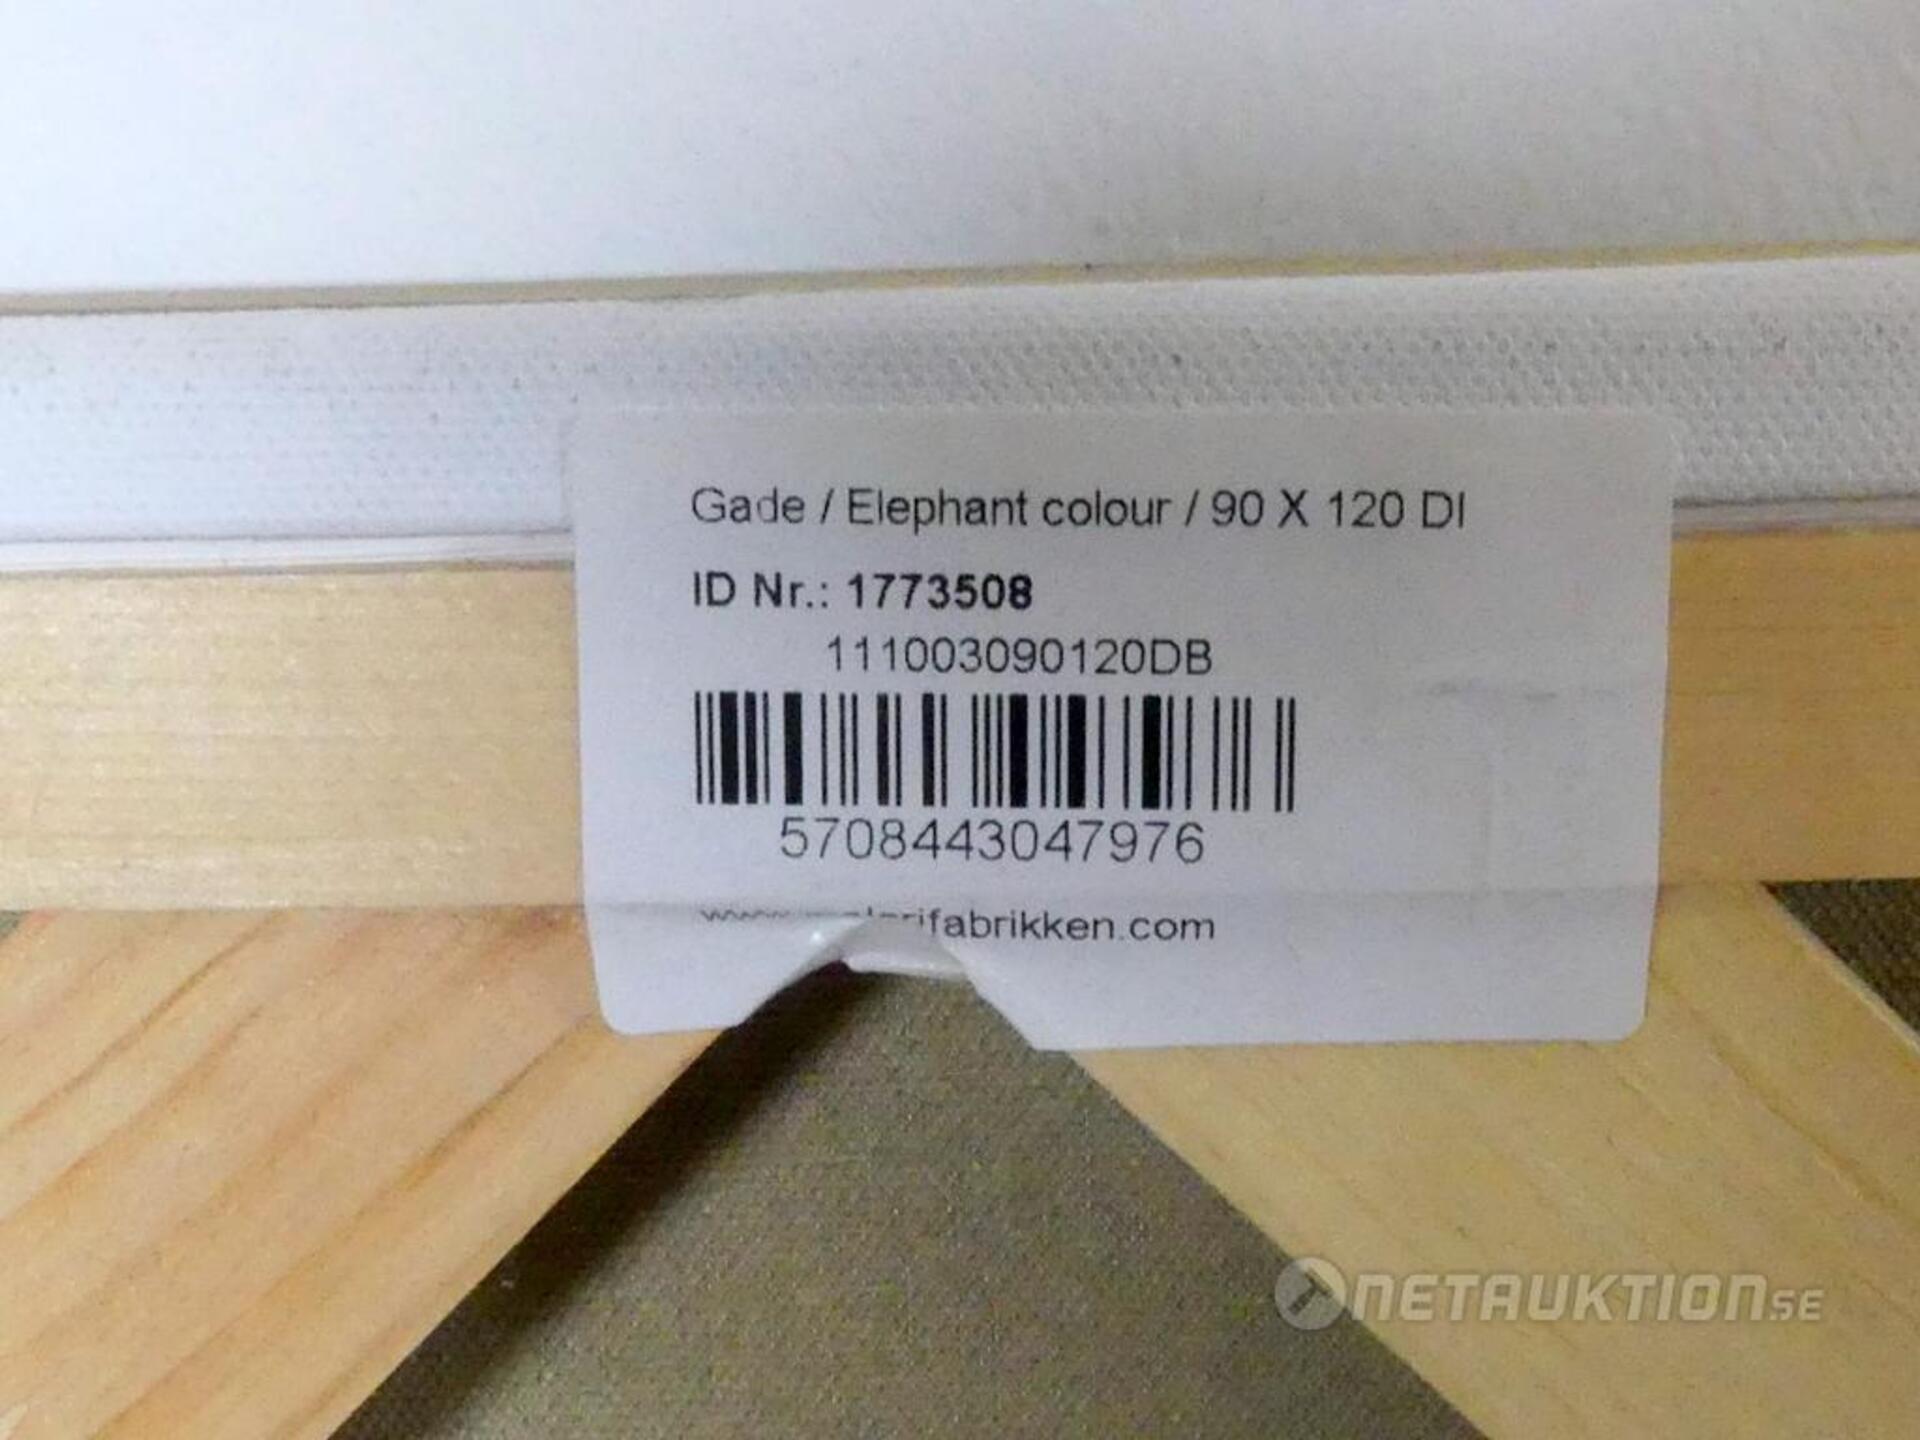 Gade / Elephant colour / 90 X 120 DI
ID Nr.: 1773508
111003090120DB
5708443047976
NETAUKTION.SE